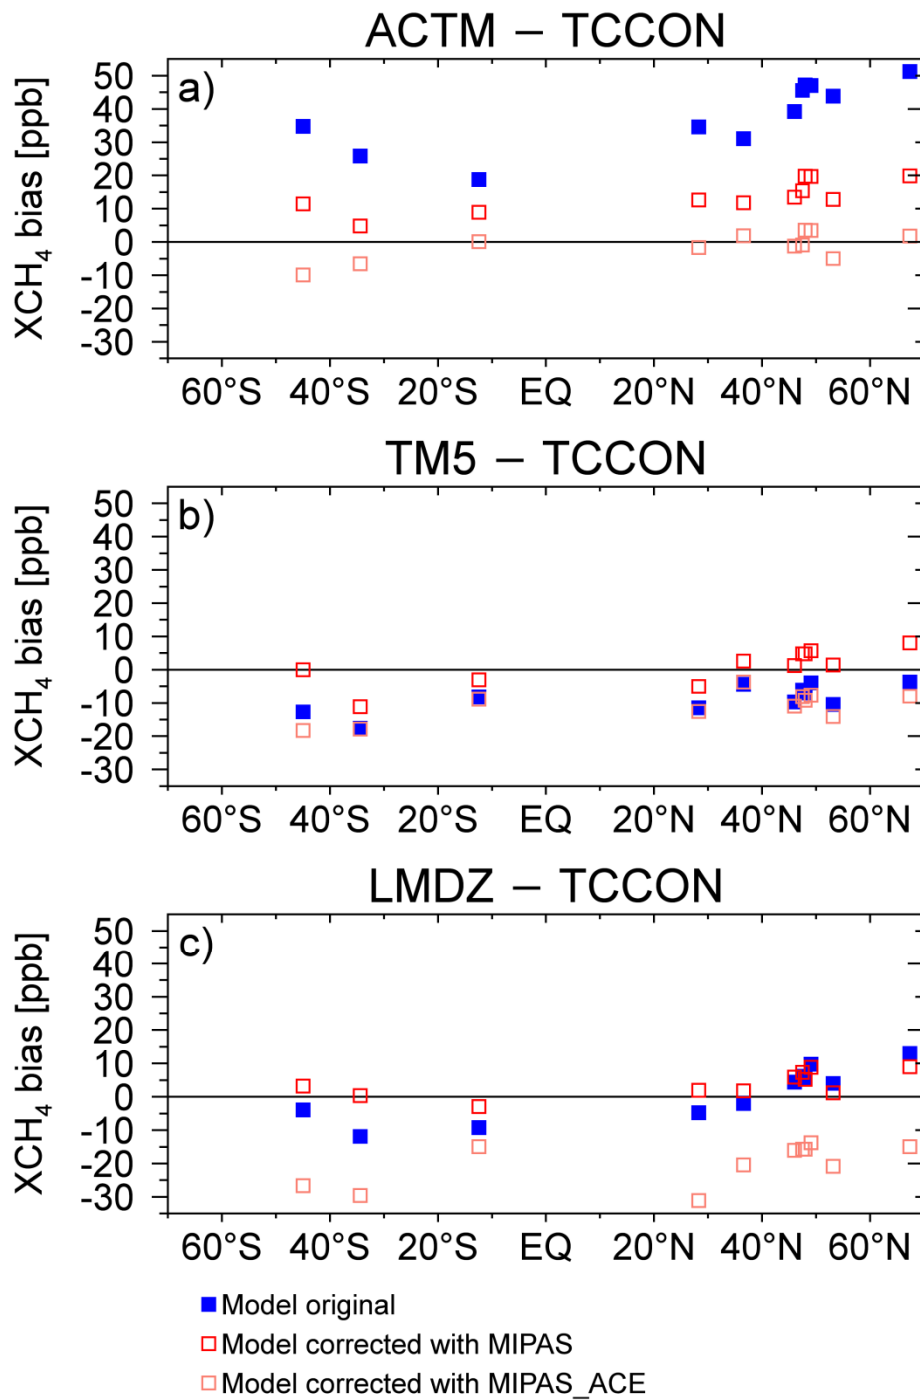 ACTM – TCCON
a)
XCH₄ bias [ppb]
50
40
30
20
10
0
-10
-20
-30
60°S 40°S 20°S EQ 20°N 40°N 60°N
TM5 – TCCON
b)
XCH₄ bias [ppb]
50
40
30
20
10
0
-10
-20
-30
60°S 40°S 20°S EQ 20°N 40°N 60°N
LMDZ – TCCON
c)
XCH₄ bias [ppb]
50
40
30
20
10
0
-10
-20
-30
60°S 40°S 20°S EQ 20°N 40°N 60°N
Model original
Model corrected with MIPAS
Model corrected with MIPAS_ACE